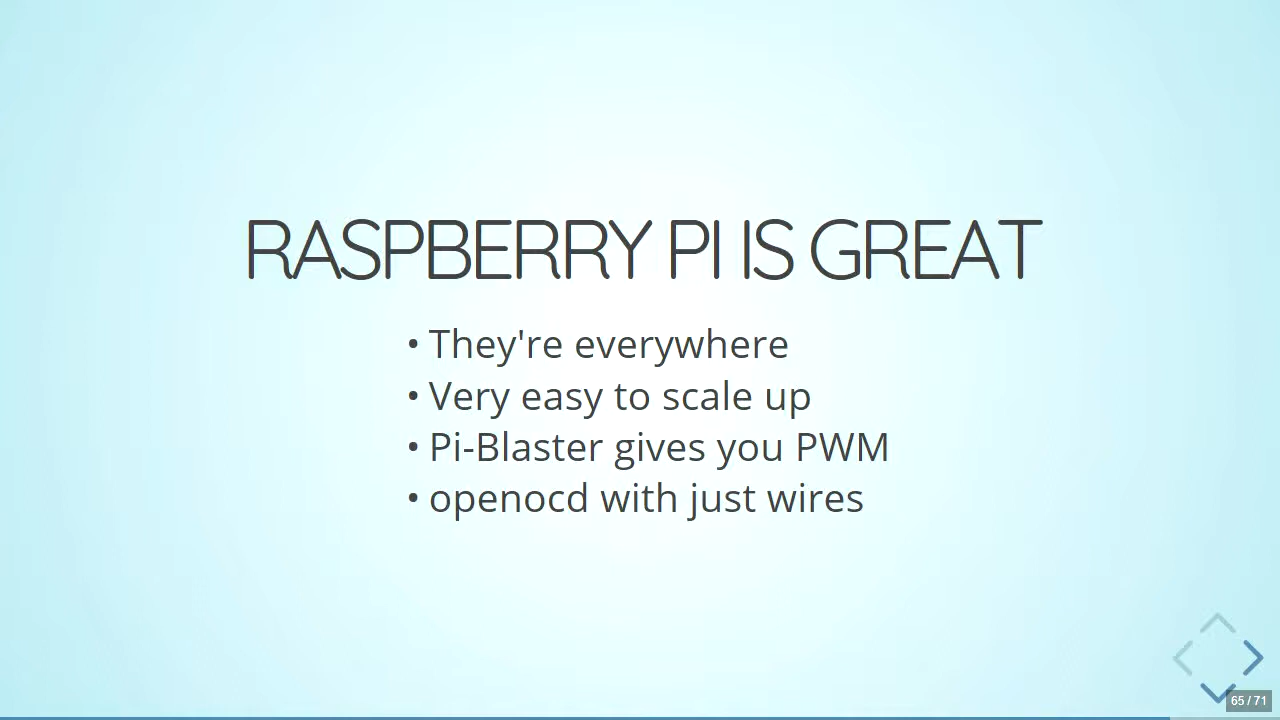 RASPBERRY PI IS GREAT
• They're everywhere
• Very easy to scale up
• Pi-Blaster gives you PWM
• openocd with just wires
65 / 71